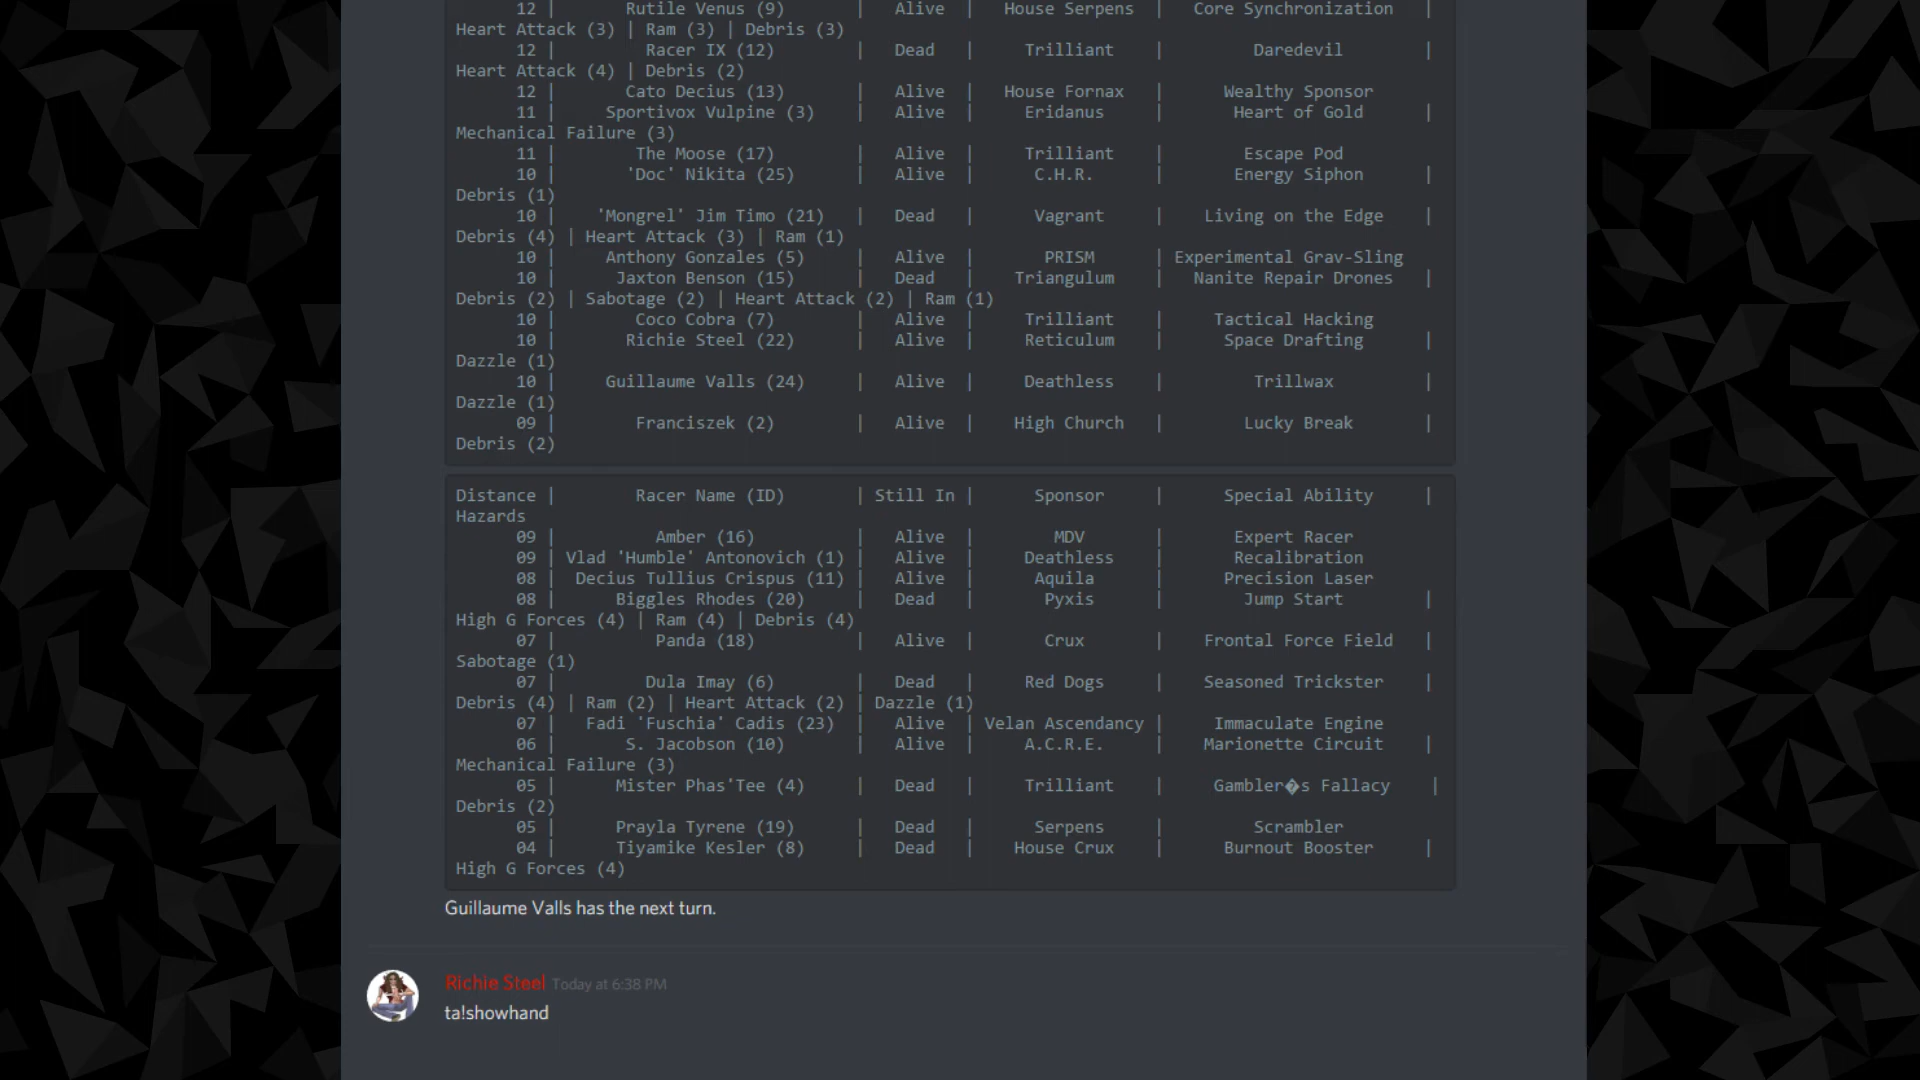 12 | Rutile Venus (9) | Alive | House Serpens | Core Synchronization |
Heart Attack (3) | Ram (3) | Debris (3)
12 | Racer IX (12) | Dead | Trilliant | Daredevil |
Heart Attack (4) | Debris (2)
12 | Cato Decius (13) | Alive | House Fornax | Wealthy Sponsor
11 | Sportivox Vulpine (3) | Alive | Eridanus | Heart of Gold |
Mechanical Failure (3)
11 | The Moose (17) | Alive | Trilliant | Escape Pod
10 | 'Doc' Nikita (25) | Alive | C.H.R. | Energy Siphon |
Debris (1)
10 | 'Mongrel' Jim Timo (21) | Dead | Vagrant | Living on the Edge |
Debris (4) | Heart Attack (3) | Ram (1)
10 | Anthony Gonzales (5) | Alive | PRISM | Experimental Grav-Sling
10 | Jaxton Benson (15) | Dead | Triangulum | Nanite Repair Drones |
Debris (2) | Sabotage (2) | Heart Attack (2) | Ram (1)
10 | Coco Cobra (7) | Alive | Trilliant | Tactical Hacking
10 | Richie Steel (22) | Alive | Reticulum | Space Drafting |
Dazzle (1)
10 | Guillaume Valls (24) | Alive | Deathless | Trillwax |
Dazzle (1)
09 | Franciszek (2) | Alive | High Church | Lucky Break |
Debris (2)
Distance | Racer Name (ID) | Still In | Sponsor | Special Ability |
Hazards
09 | Amber (16) | Alive | MDV | Expert Racer
09 | Vlad 'Humble' Antonovich (1) | Alive | Deathless | Recalibration
08 | Decius Tullius Crispus (11) | Alive | Aquila | Precision Laser
08 | Biggles Rhodes (20) | Dead | Pyxis | Jump Start |
High G Forces (4) | Ram (4) | Debris (4)
07 | Panda (18) | Alive | Crux | Frontal Force Field |
Sabotage (1)
07 | Dula Imay (6) | Dead | Red Dogs | Seasoned Trickster |
Debris (4) | Ram (2) | Heart Attack (2) | Dazzle (1)
07 | Fadi 'Fuschia' Cadis (23) | Alive | Velan Ascendancy | Immaculate Engine
06 | S. Jacobson (10) | Alive | A.C.R.E. | Marionette Circuit |
Mechanical Failure (3)
05 | Mister Phas'Tee (4) | Dead | Trilliant | Gambler�s Fallacy |
Debris (2)
05 | Prayla Tyrene (19) | Dead | Serpens | Scrambler
04 | Tiyamike Kesler (8) | Dead | House Crux | Burnout Booster |
High G Forces (4)
Guillaume Valls has the next turn.
Richie Steel Today at 6:38 PM
ta!showhand